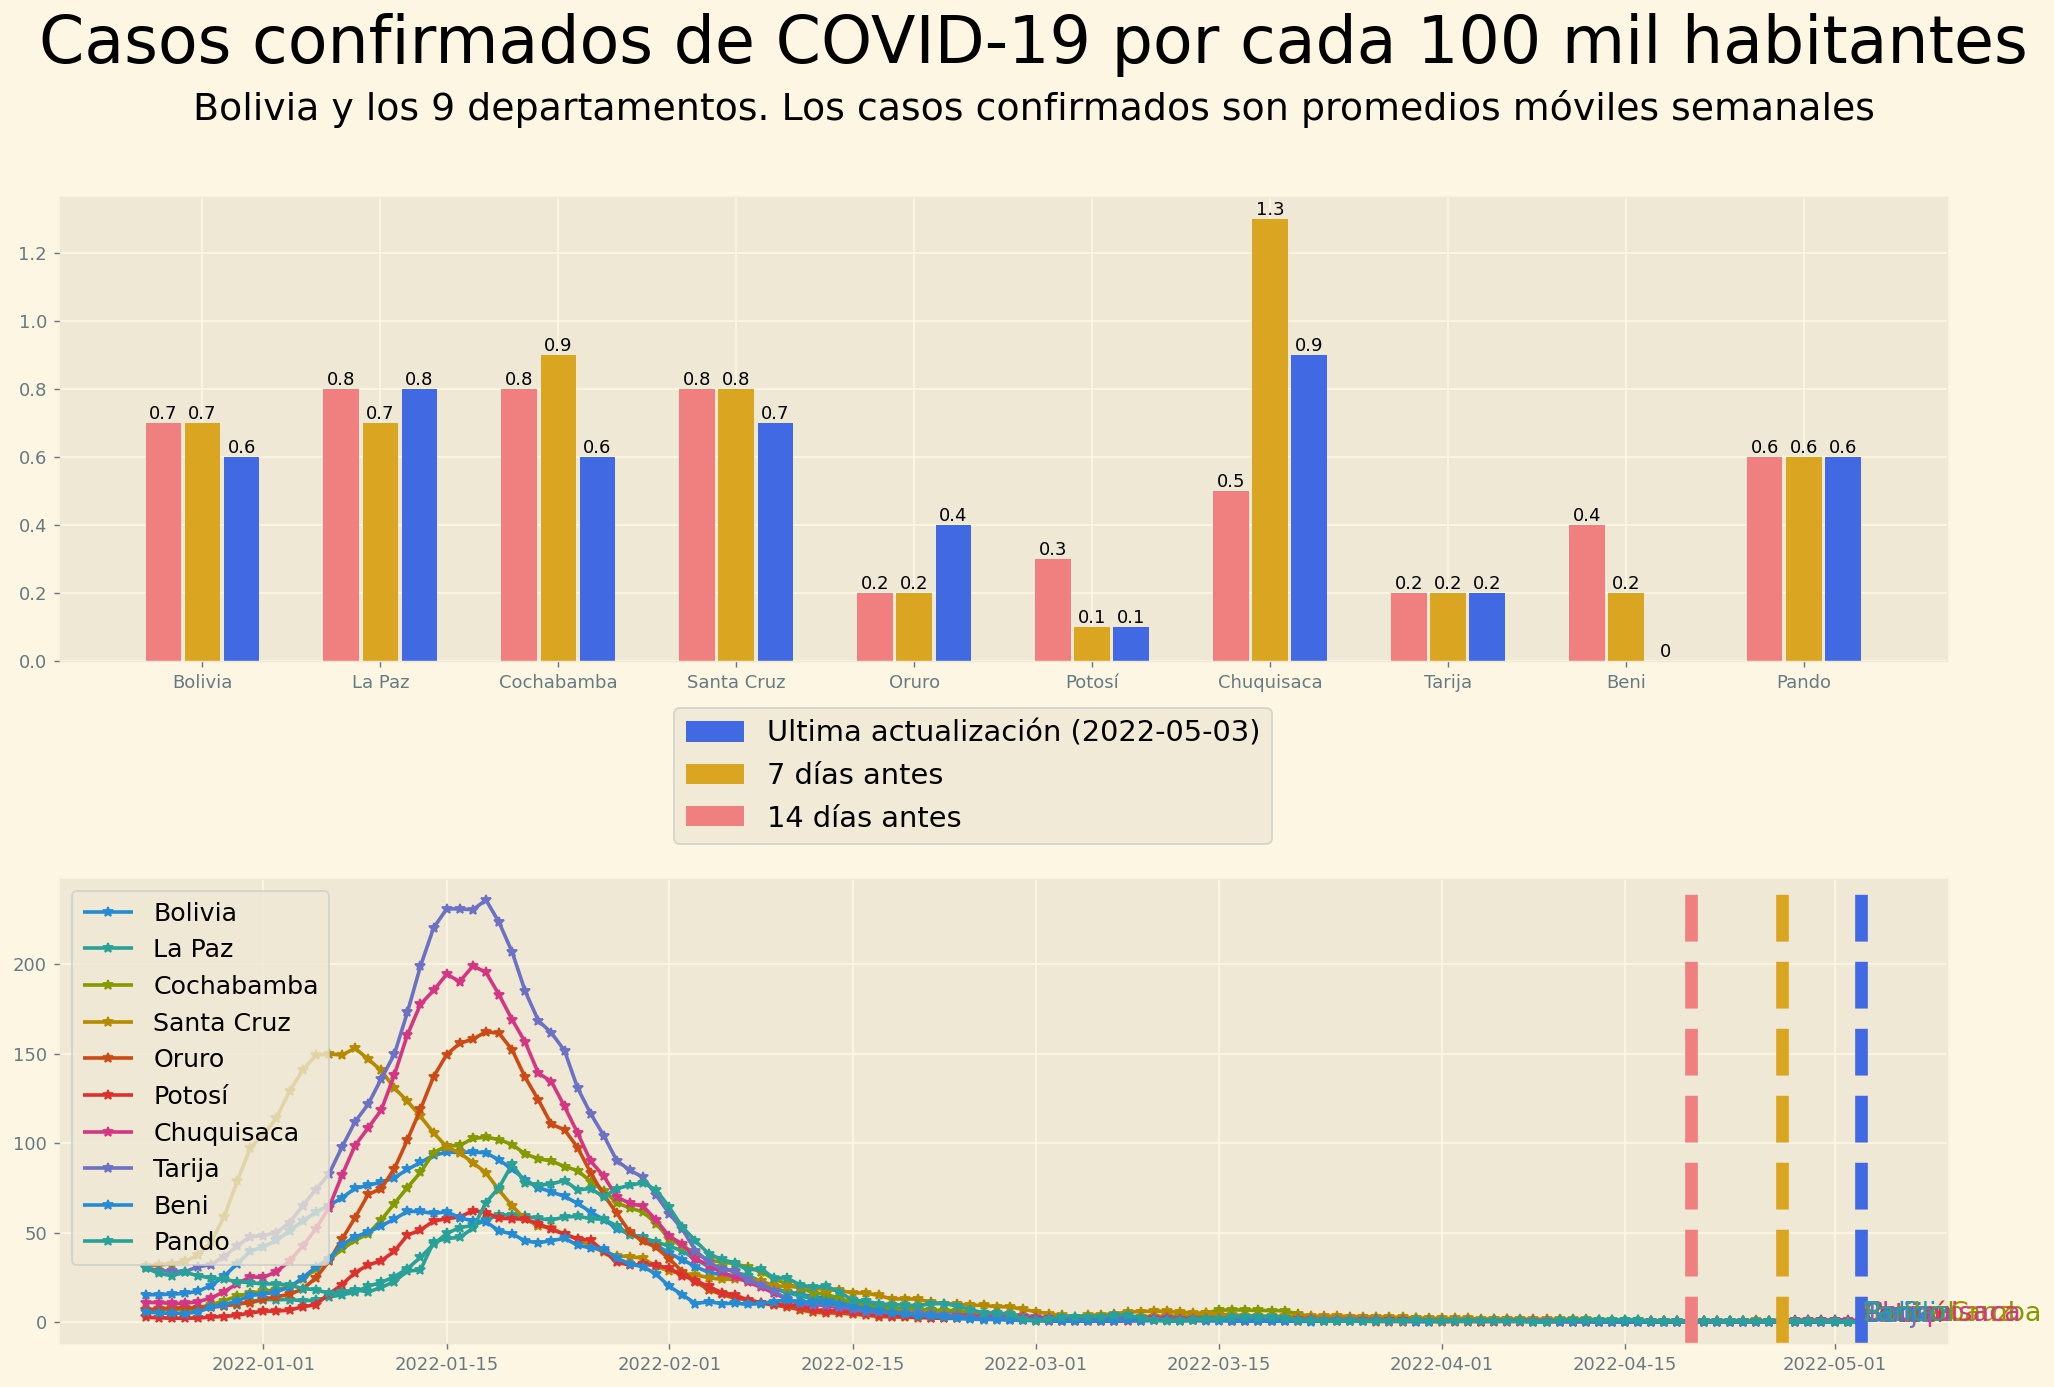 Casos confirmados de COVID-19 por cada 100 mil habitantes
Bolivia y los 9 departamentos. Los casos confirmados son promedios móviles semanales
1.3
1.2
1.0
0.9 0.9
0.8 0.8 0.8 0.8 0.8 0.8
0.7 0.7 0.7 0.7
0.6 0.6 0.6 0.6 0.6 0.6
0.5
0.4 0.4 0.4
0.3
0.2 0.2 0.2 0.2 0.2 0.2 0.2
0.1 0.1
0
0.0
Bolivia La Paz Cochabamba Santa Cruz Oruro Potosí Chuquisaca Tarija Beni Pando
Ultima actualización (2022-05-03)
7 días antes
14 días antes
Bolivia
La Paz
Cochabamba
Santa Cruz
Oruro
Potosí
Chuquisaca
Tarija
Beni
Pando
200
150
100
50
0
2022-01-01 2022-01-15 2022-02-01 2022-02-15 2022-03-01 2022-03-15 2022-04-01 2022-04-15 2022-05-01